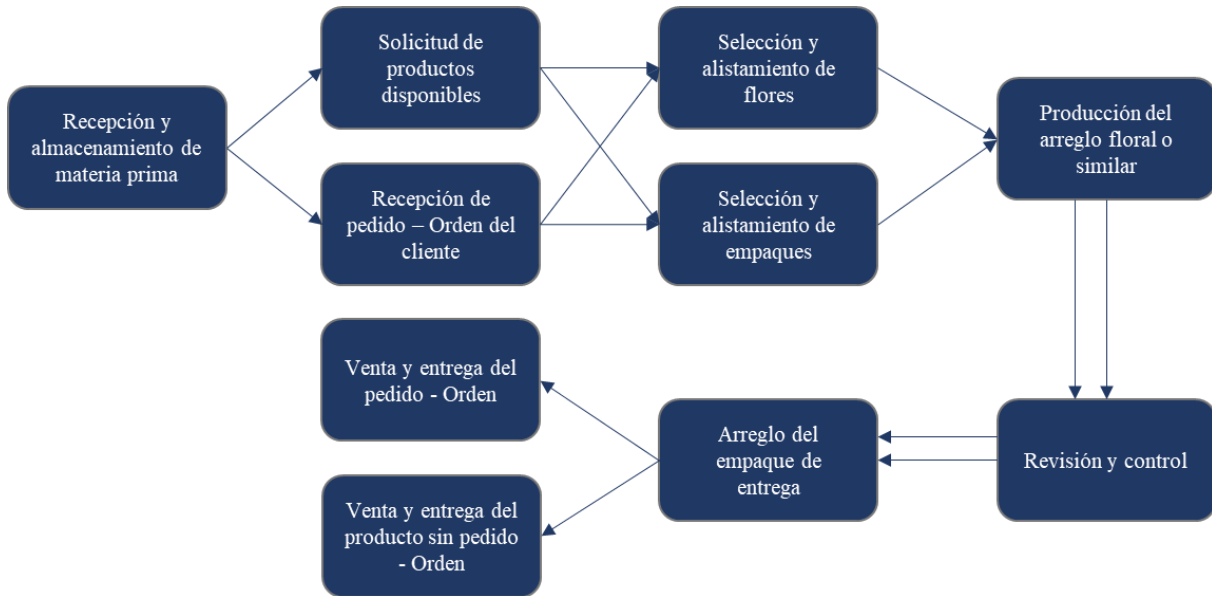 Recepción y
almacenamiento de
materia prima
Solicitud de
productos
disponibles
Recepción de
pedido – Orden del
cliente
Selección y
alistamiento de
flores
Selección y
alistamiento de
empaques
Producción del
arreglo floral o
similar
Revisión y control
Arreglo del
empaque de
entrega
Venta y entrega del
pedido - Orden
Venta y entrega del
producto sin pedido
- Orden